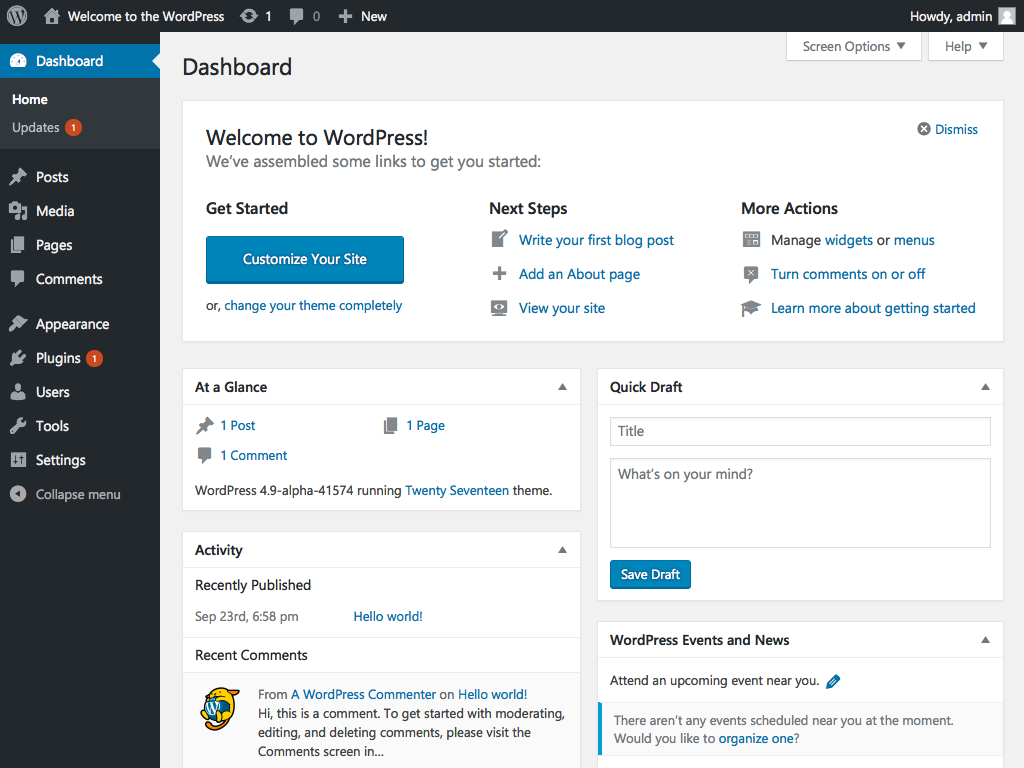 Welcome to the WordPress 1 0 New Howdy, admin
Dashboard
Home
Updates 1
Posts
Media
Pages
Comments
Appearance
Plugins 1
Users
Tools
Settings
Collapse menu
Screen Options Help
Dashboard
Welcome to WordPress!
We've assembled some links to get you started:
Dismiss
Get Started
Customize Your Site
or, change your theme completely
Next Steps
Write your first blog post
Add an About page
View your site
More Actions
Manage widgets or menus
Turn comments on or off
Learn more about getting started
At a Glance
1 Post 1 Page
1 Comment
WordPress 4.9-alpha-41574 running Twenty Seventeen theme.
Activity
Recently Published
Sep 23rd, 6:58 pm Hello world!
Recent Comments
From A WordPress Commenter on Hello world!
Hi, this is a comment. To get started with moderating,
editing, and deleting comments, please visit the
Comments screen in…
Quick Draft
Title
What's on your mind?
Save Draft
WordPress Events and News
Attend an upcoming event near you.
There aren't any events scheduled near you at the moment.
Would you like to organize one?